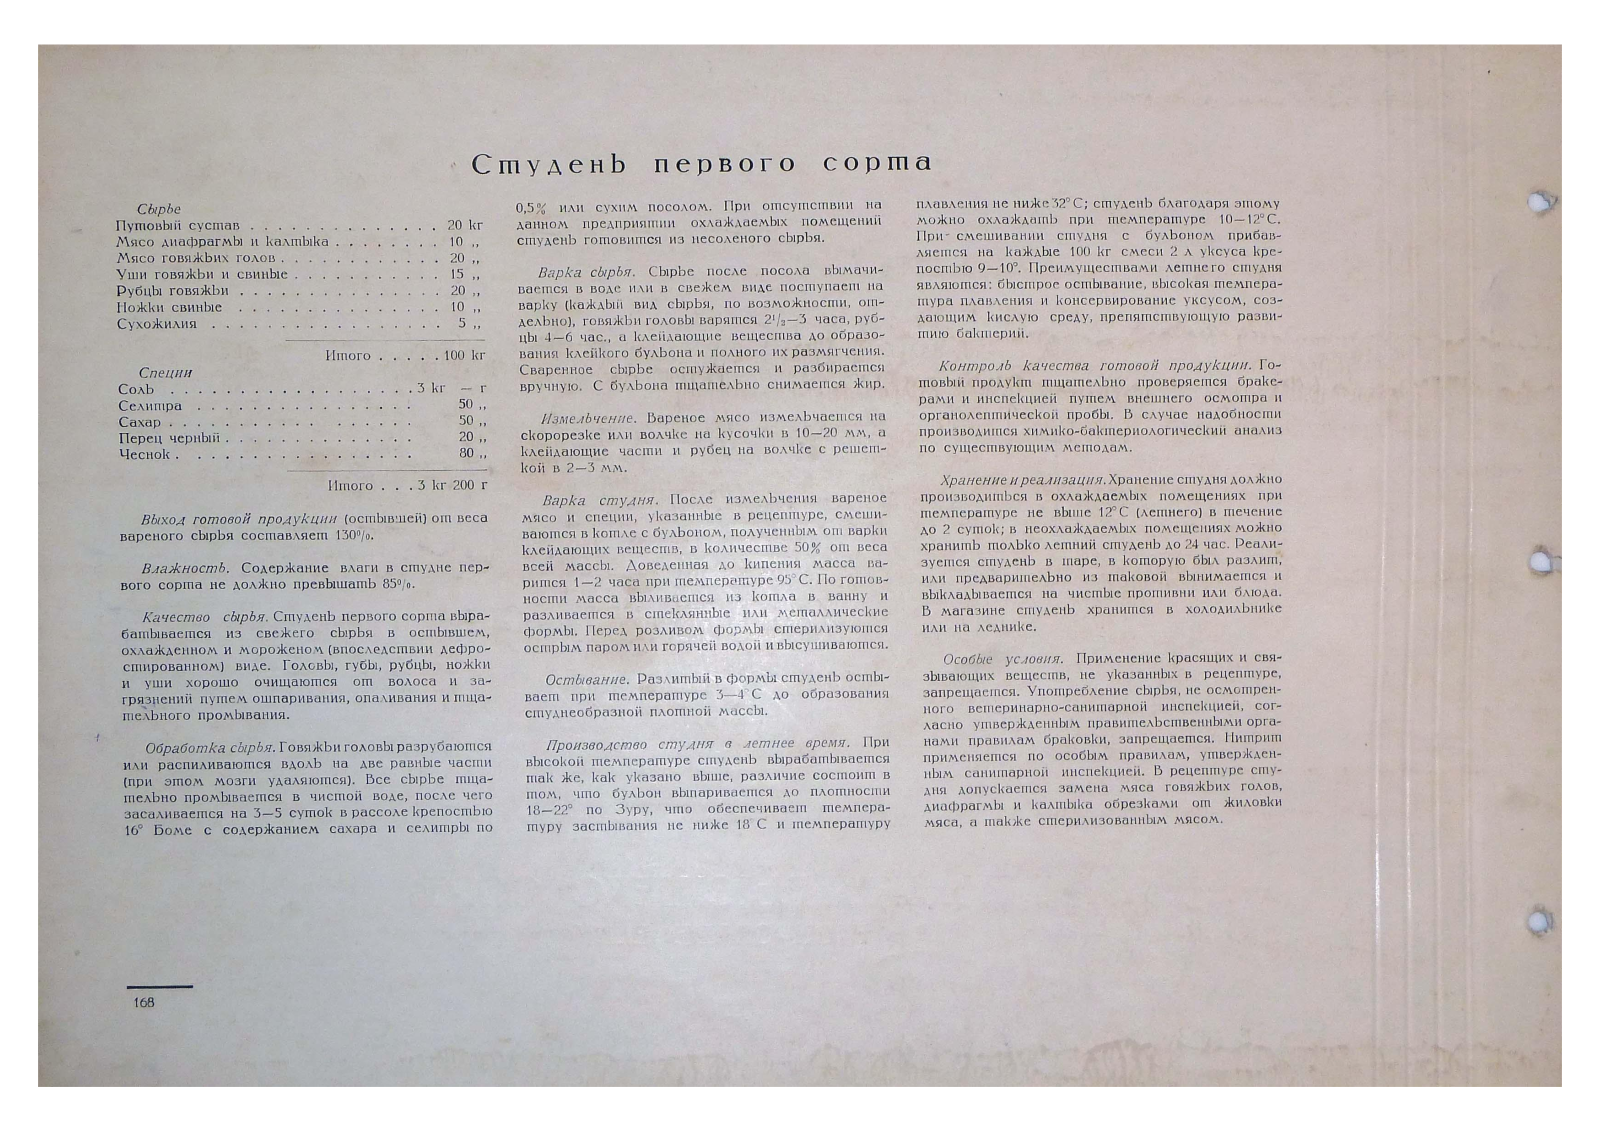 Студень первого сорта
Сырье
Путовый сустав . . . . . . . . . . . . . . 20 kг
Мясо диафрагмы и калтыка . . . . . . . . 10 „
Мясо говяжьих голов . . . . . . . . . . . . 20 „
Уши говяжьи и свиные . . . . . . . . . . . 15 „
Рубцы говяжьи . . . . . . . . . . . . . . . 20 „
Ножки свиные . . . . . . . . . . . . . . . 10 „
Сухожилия . . . . . . . . . . . . . . . . . 5 „
Итого . . . . . 100 kг
Специи
Соль . . . . . . . . . . . . . . . . . . 3 kг — г
Селитра . . . . . . . . . . . . . . . . 50 „
Сахар . . . . . . . . . . . . . . . . . 50 „
Перец черный . . . . . . . . . . . . . . 20 „
Чеснок . . . . . . . . . . . . . . . . . 80 „
Итого . . . 3 kг 200 г
Выход готовой продукции (остывшей) от веса
вареного сырья составляет 130%.
Влажность. Содержание влаги в студне пер-
вого сорта не должно превышать 85%.
Качество сырья. Студень первого сорта выра-
батывается из свежего сырья в остывшем,
охлажденном и мороженом (впоследствии дефро-
стированном) виде. Головы, губы, рубцы, ножки
и уши хорошо очищаются от волоса и за-
грязнений путем ошпаривания, опаливания и тща-
тельного промывания.
Обработка сырья. Говяжьи головы разрубаются
или распиливаются вдоль на две равные части
(при этом мозги удаляются). Все сырье тща-
тельно промывается в чистой воде, после чего
засаливается на 3—5 суток в рассоле крепостью
16° Боме с содержанием сахара и селитры по
0,5% или сухим посолом. При отсутствии на
данном предприятии охлаждаемых помещений
студень готовится из несоленого сырья.
Варка сырья. Сырье после посола вымачи-
вается в воде или в свежем виде поступает на
варку (каждый вид сырья, по возможности, от-
дельно), говяжьи головы варятся 2½—3 часа, руб-
цы 4—6 час., а клейдающие вещества до образо-
вания клейкого бульона и полного их размягчения.
Сваренное сырье остужается и разбирается
вручную. С бульона тщательно снимается жир.
Измельчение. Вареное мясо измельчается на
скорорезке или волчке на кусочки в 10—20 мм, а
клейдающие части и рубец на волчке с решет-
кой в 2—3 мм.
Варка студня. После измельчения вареное
мясо и специи, указанные в рецептуре, смеши-
ваются в котле с бульоном, полученным от варки
клейдающих веществ, в количестве 50% от веса
всей массы. Доведенная до кипения масса ва-
рится 1—2 часа при температуре 95°С. По готов-
ности масса выливается из котла в ванну и
разливается в стеклянные или металлические
формы. Перед розливом формы стерилизуются
острым паром или горячей водой и высушиваются.
Остывание. Разлитый в формы студень осты-
вает при температуре 3—4°С до образования
студнеобразной плотной массы.
Производство студня в летнее время. При
высокой температуре студень вырабатывается
так же, как указано выше, различие состоит в
том, что бульон выпаривается до плотности
18—22° по Зуру, что обеспечивает темпера-
туру застывания не ниже 18°С и температуру
плавления не ниже 32°С; студень благодаря этому
можно охлаждать при температуре 10—12°С.
При смешивании студня с бульоном прибав-
ляется на каждые 100 kг смеси 2 л уксуса кре-
постью 9—10°. Преимуществами летнего студня
являются: быстрое остывание, высокая темпера-
тура плавления и консервирование уксусом, соз-
дающим кислую среду, препятствующую разви-
тию бактерий.
Контроль качества готовой продукции. Го-
товый продукт тщательно проверяется браке-
рами и инспекцией путем внешнего осмотра и
органолептической пробы. В случае надобности
производится химико-бактериологический анализ
по существующим методам.
Хранение и реализация. Хранение студня должно
производиться в охлаждаемых помещениях при
температуре не выше 12°С (летнего) в течение
до 2 суток; в неохлаждаемых помещениях можно
хранить только летний студень до 24 час. Реали-
зуется студень в таре, в которую был разлит,
или предварительно из таковой вынимается и
выкладывается на чистые противни или блюда.
В магазине студень хранится в холодильнике
или на леднике.
Особые условия. Применение красящих и свя-
зывающих веществ, не указанных в рецептуре,
запрещается. Употребление сырья, не осмотрен-
ного ветеринарно-санитарной инспекцией, сог-
ласно утвержденным правительственными орга-
нами правилам браковки, запрещается. Нитрит
применяется по особым правилам, утвержден-
ным санитарной инспекцией. В рецептуре сту-
дня допускается замена мяса говяжьих голов,
диафрагмы и калтыка обрезками от жиловки
мяса, а также стерилизованным мясом.
168